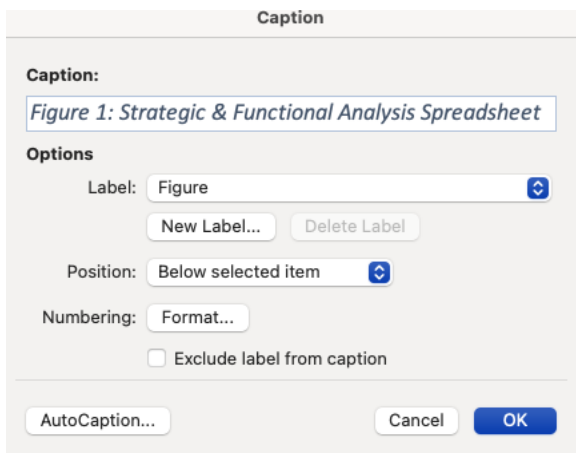 Caption
Caption:
Figure 1: Strategic & Functional Analysis Spreadsheet
Options
Label: Figure
New Label... Delete Label
Position: Below selected item
Numbering: Format...
Exclude label from caption
AutoCaption... Cancel OK